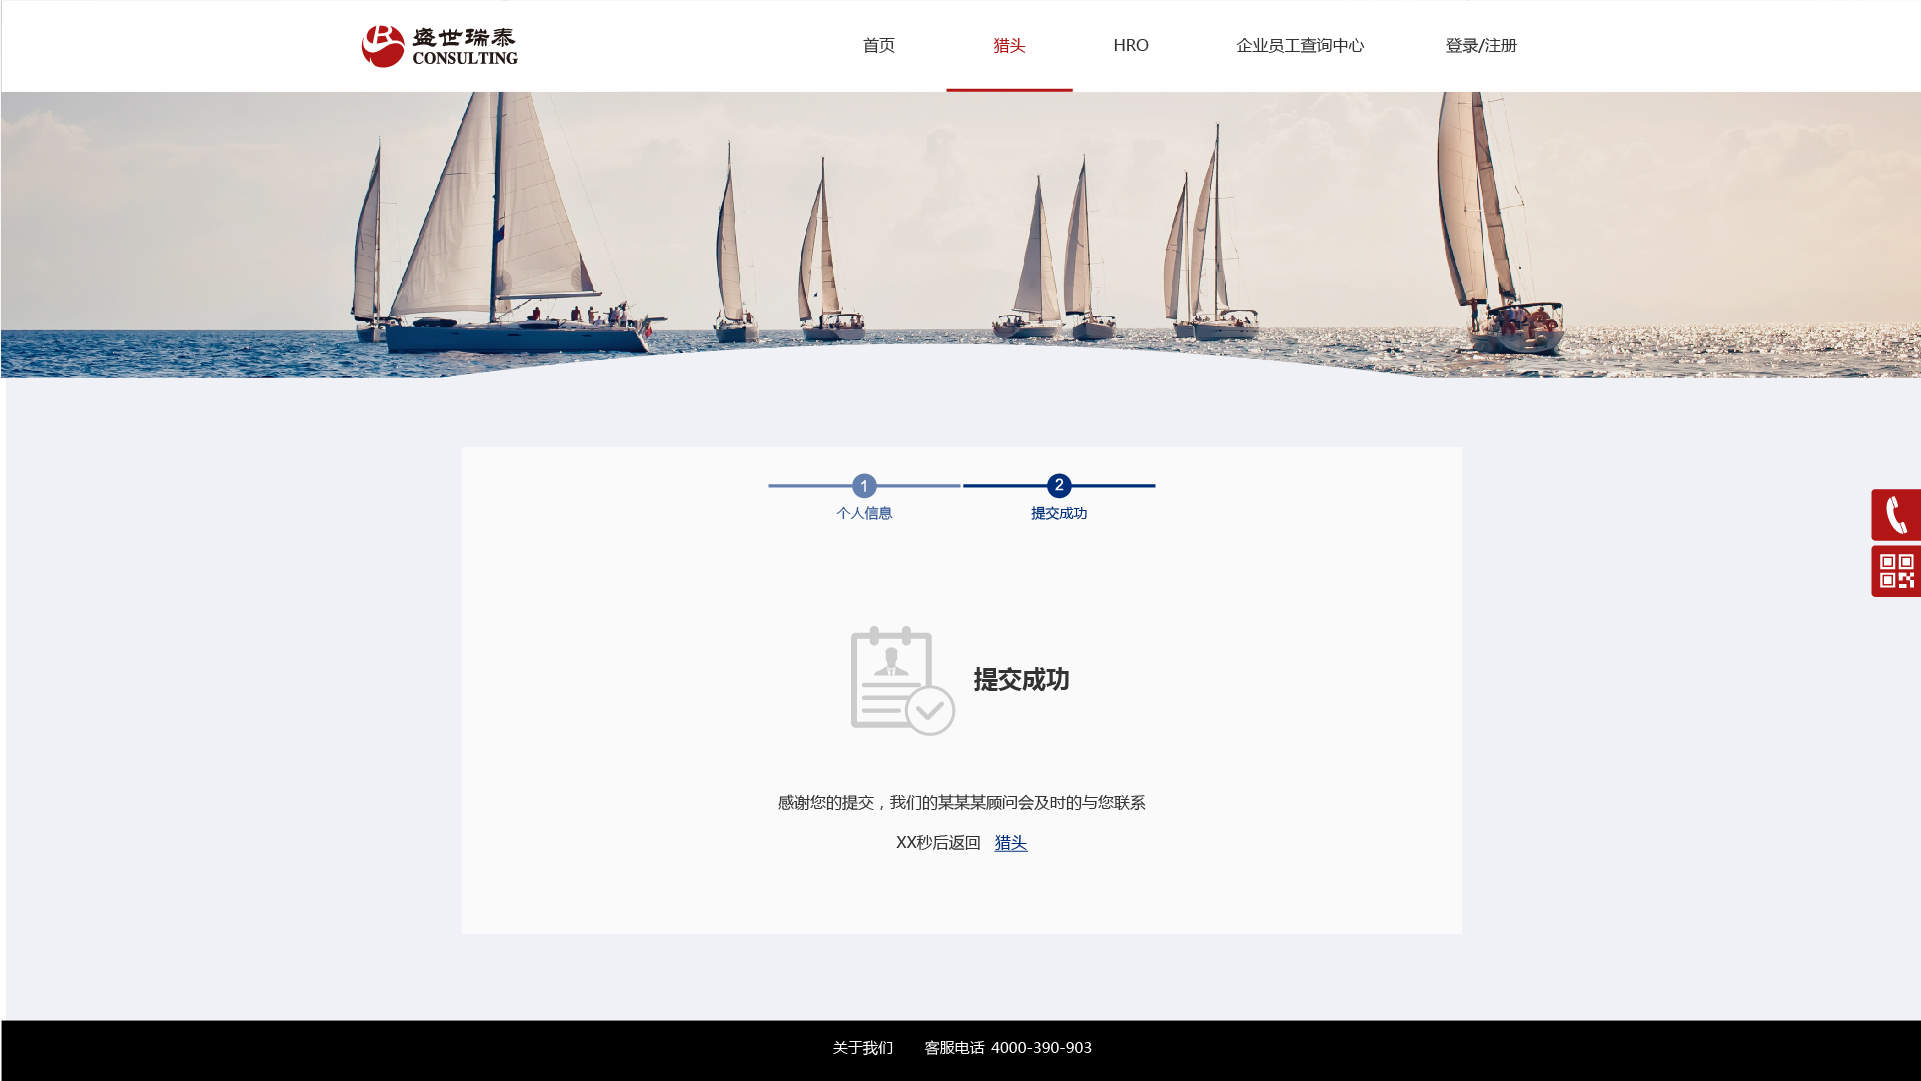 盛世瑞泰
CONSULTING
首页 猎头 HRO 企业员工查询中心 登录/注册
1 2
个人信息 提交成功
提交成功
感谢您的提交，我们的某某某顾问会及时的与您联系
XX秒后返回 猎头
关于我们 客服电话 4000-390-903